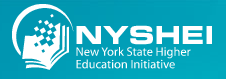 NYSHEI
New York State Higher
Education Initiative